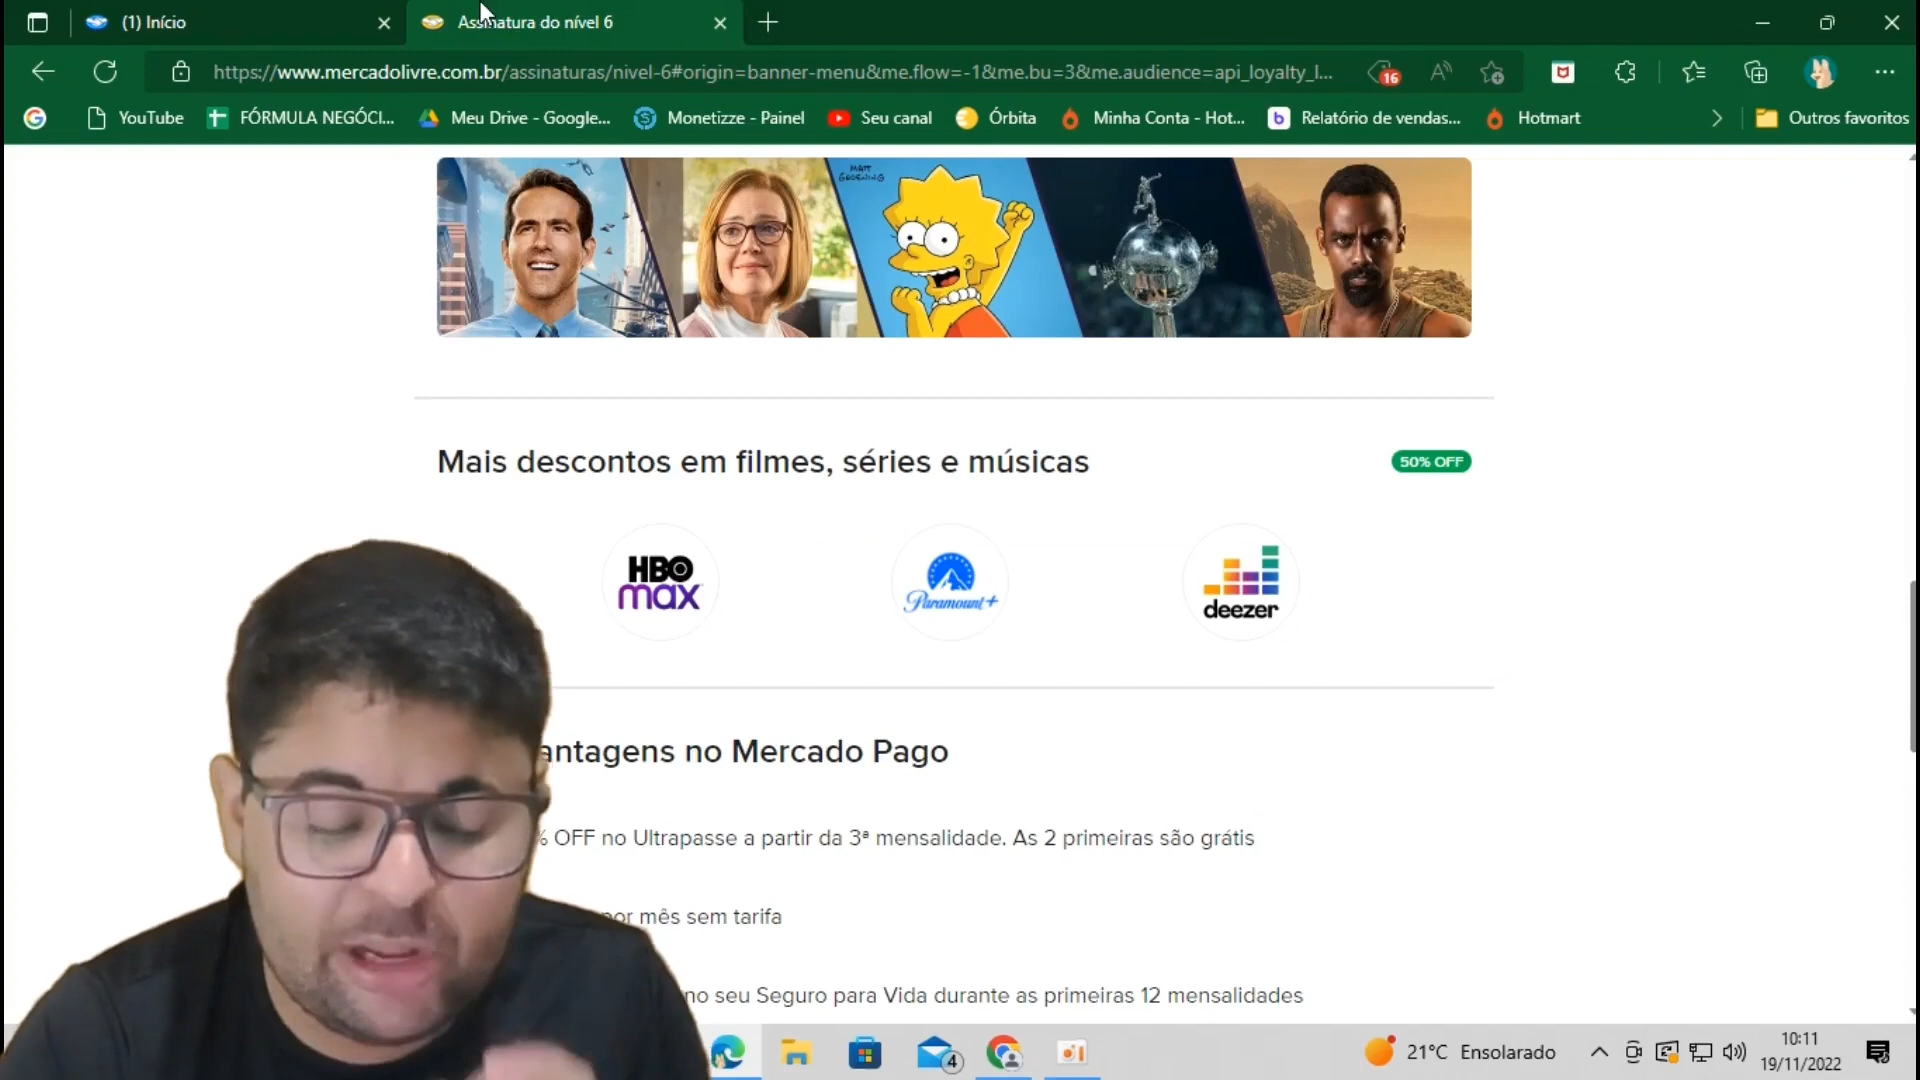 (1) Início
Assinatura do nível 6
https://www.mercadolivre.com.br/assinaturas/nivel-6#origin=banner-menu&me.flow=-1&me.bu=3&me.audience=api_loyalty_l...
16
YouTube
FÓRMULA NEGÓCI...
Meu Drive - Google...
Monetizze - Painel
Seu canal
Órbita
Minha Conta - Hot...
Relatório de vendas...
Hotmart
Outros favoritos
MATT
GROENING
Mais descontos em filmes, séries e músicas
50% OFF
HBO
max
Paramount+
deezer
antagens no Mercado Pago
% OFF no Ultrapasse a partir da 3ª mensalidade. As 2 primeiras são grátis
por mês sem tarifa
no seu Seguro para Vida durante as primeiras 12 mensalidades
4
21°C Ensolarado
10:11
19/11/2022